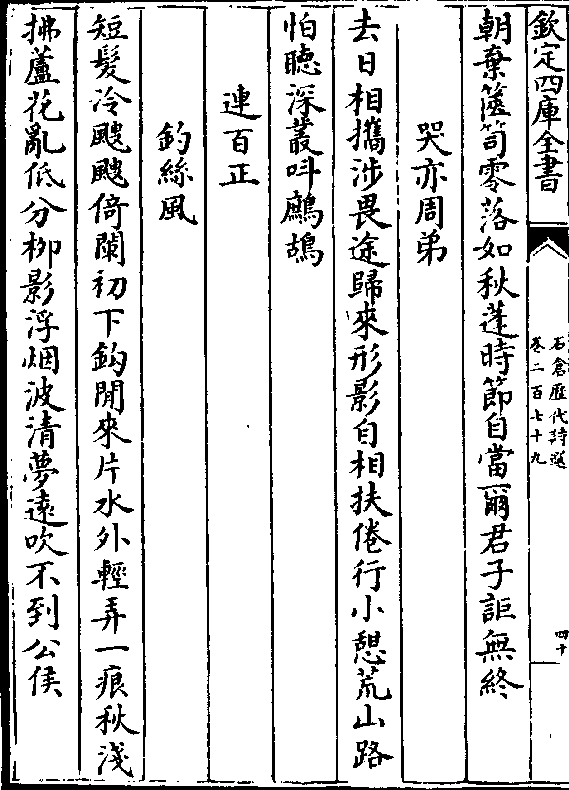 欽定四庫全書
石倉歷代詩選
卷二百七十九
四十
朝棄篋笥零落如秋蓮時節自當爾君子詎無終
哭亦周弟
去日相攜涉畏途歸來形影自相扶倦行小憩荒山路
怕聽深叢呌鷓鴣
連百正
釣絲風
短髮冷颼颼倚闌初下鈎閒來片水外輕弄一痕秋淺
拂蘆花亂低分栁影浮烟波清夢遠吹不到公侯